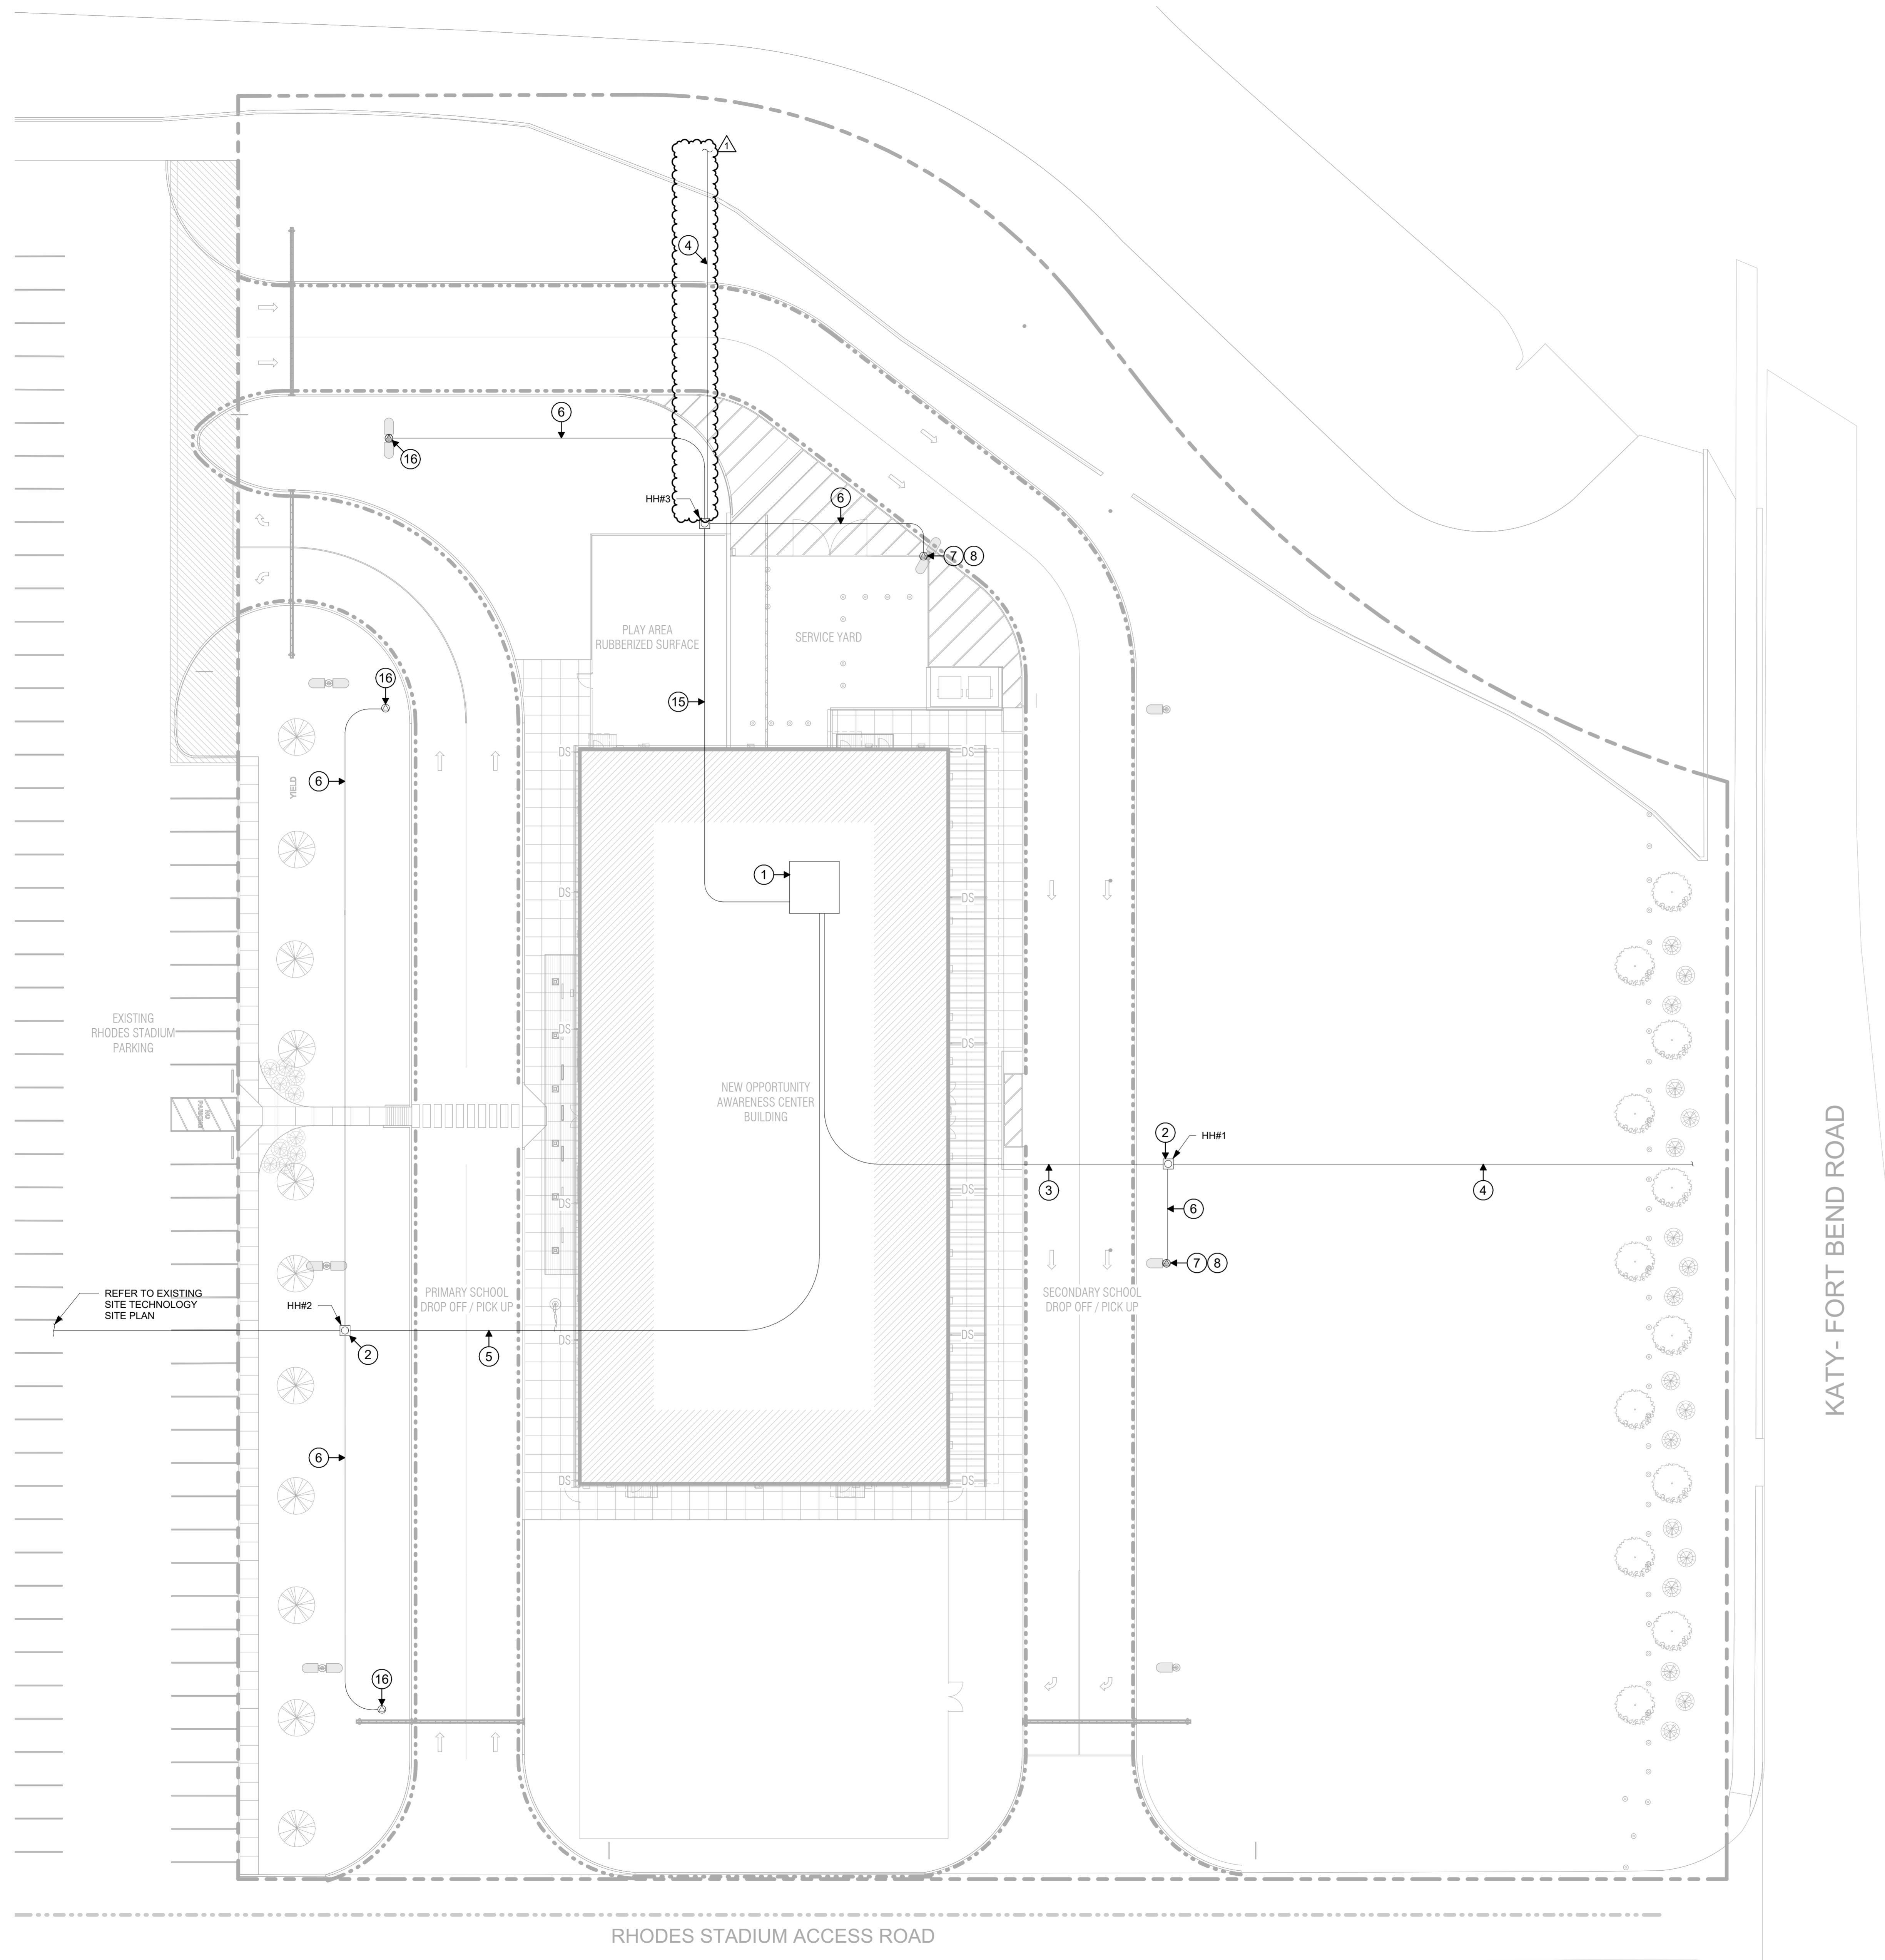 1
4
6
16
HH#3
6
7
8
PLAY AREA
RUBBERIZED SURFACE
SERVICE YARD
16
15
6
YIELD
DS
DS
1
DS
DS
EXISTING
RHODES STADIUM
PARKING
DS
DS
NEW OPPORTUNITY
AWARENESS CENTER
BUILDING
NO
PARKING
2
HH#1
3
4
DS
DS
6
KATY- FORT BEND ROAD
7
8
REFER TO EXISTING
SITE TECHNOLOGY
SITE PLAN
HH#2
PRIMARY SCHOOL
DROP OFF / PICK UP
SECONDARY SCHOOL
DROP OFF / PICK UP
DS
DS
2
5
6
DS
DS
16
RHODES STADIUM ACCESS ROAD